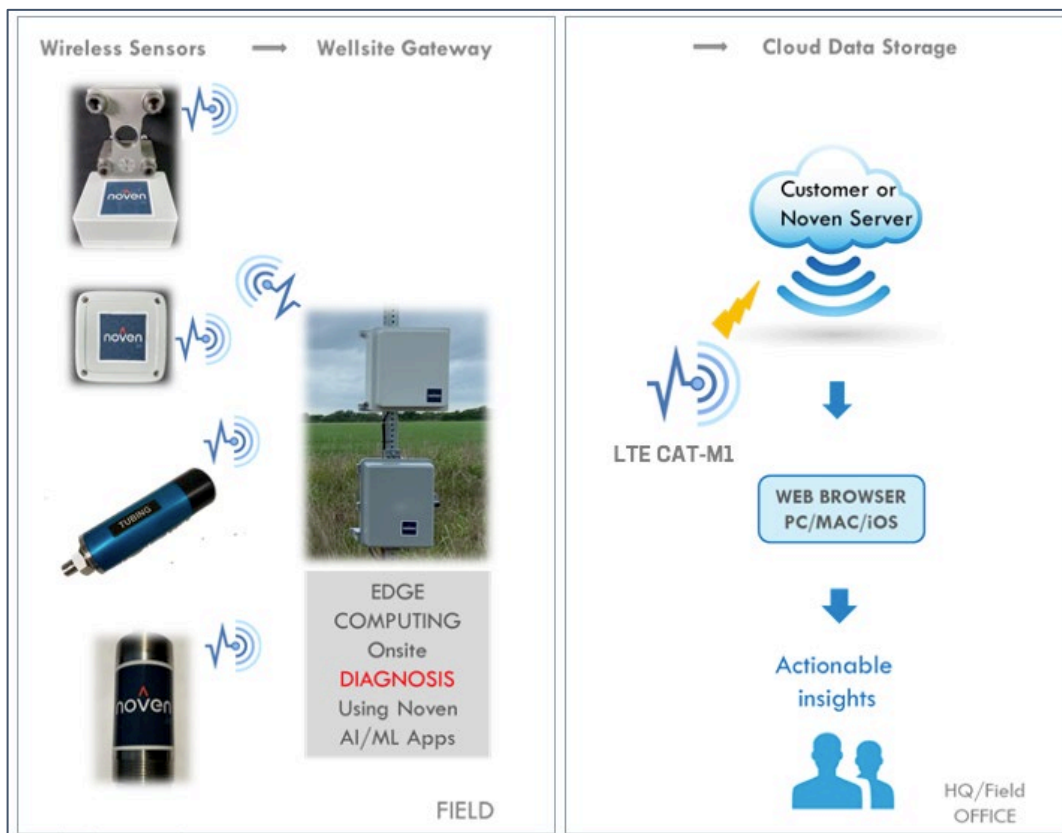 Wireless Sensors → Wellsite Gateway
noven
noven
TUBING
noven
EDGE
COMPUTING
Onsite
DIAGNOSIS
Using Noven
AI/ML Apps
FIELD
→ Cloud Data Storage
Customer or
Noven Server
LTE CAT-M1
WEB BROWSER
PC/MAC/iOS
Actionable
insights
HQ/Field
OFFICE